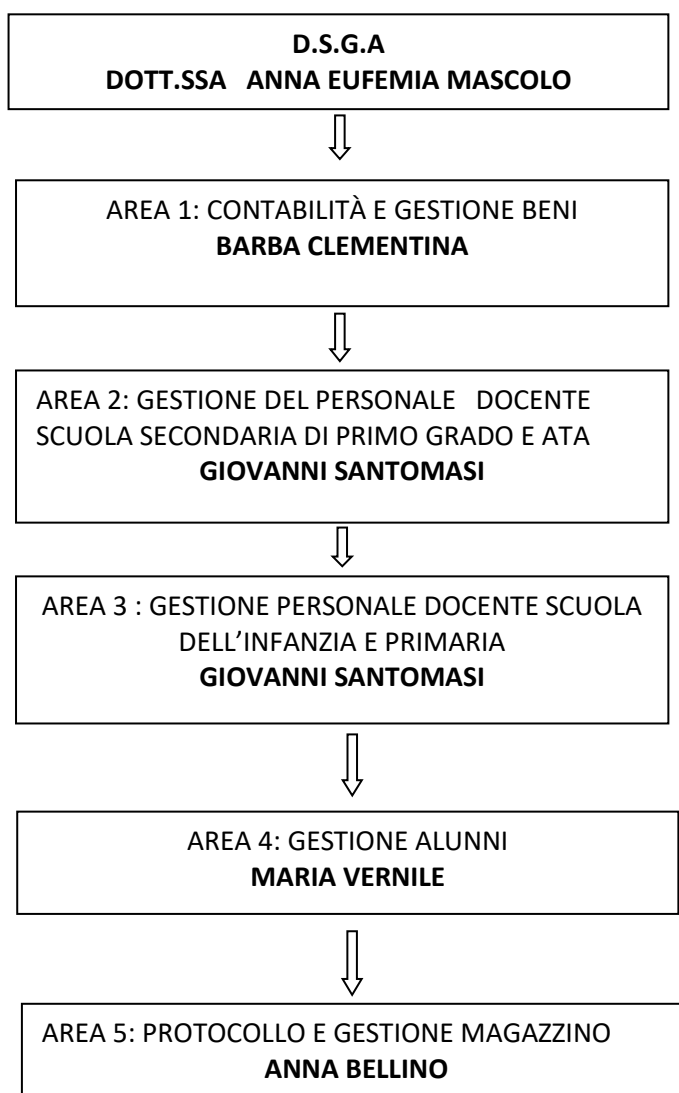 D.S.G.A
DOTT.SSA ANNA EUFEMIA MASCOLO
AREA 1: CONTABILITÀ E GESTIONE BENI
BARBA CLEMENTINA
AREA 2: GESTIONE DEL PERSONALE DOCENTE
SCUOLA SECONDARIA DI PRIMO GRADO E ATA
GIOVANNI SANTOMASI
AREA 3 : GESTIONE PERSONALE DOCENTE SCUOLA
DELL’INFANZIA E PRIMARIA
GIOVANNI SANTOMASI
AREA 4: GESTIONE ALUNNI
MARIA VERNILE
AREA 5: PROTOCOLLO E GESTIONE MAGAZZINO
ANNA BELLINO